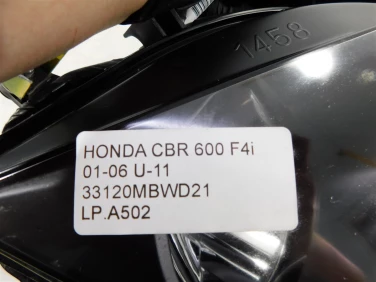 1458
HONDA CBR 600 F4i
01-06 U-11
33120MBWD21
LP.A502